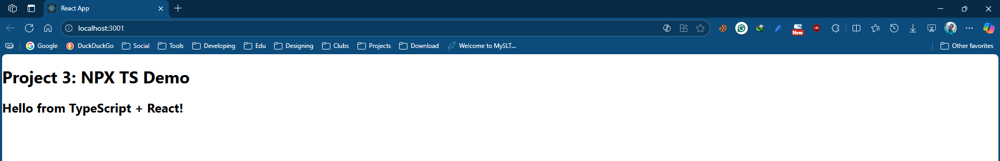 React App
localhost:3001
New
Google DuckDuckGo Social Tools Developing Edu Designing Clubs Projects Download Welcome to MySLT... Other favorites
Project 3: NPX TS Demo
Hello from TypeScript + React!